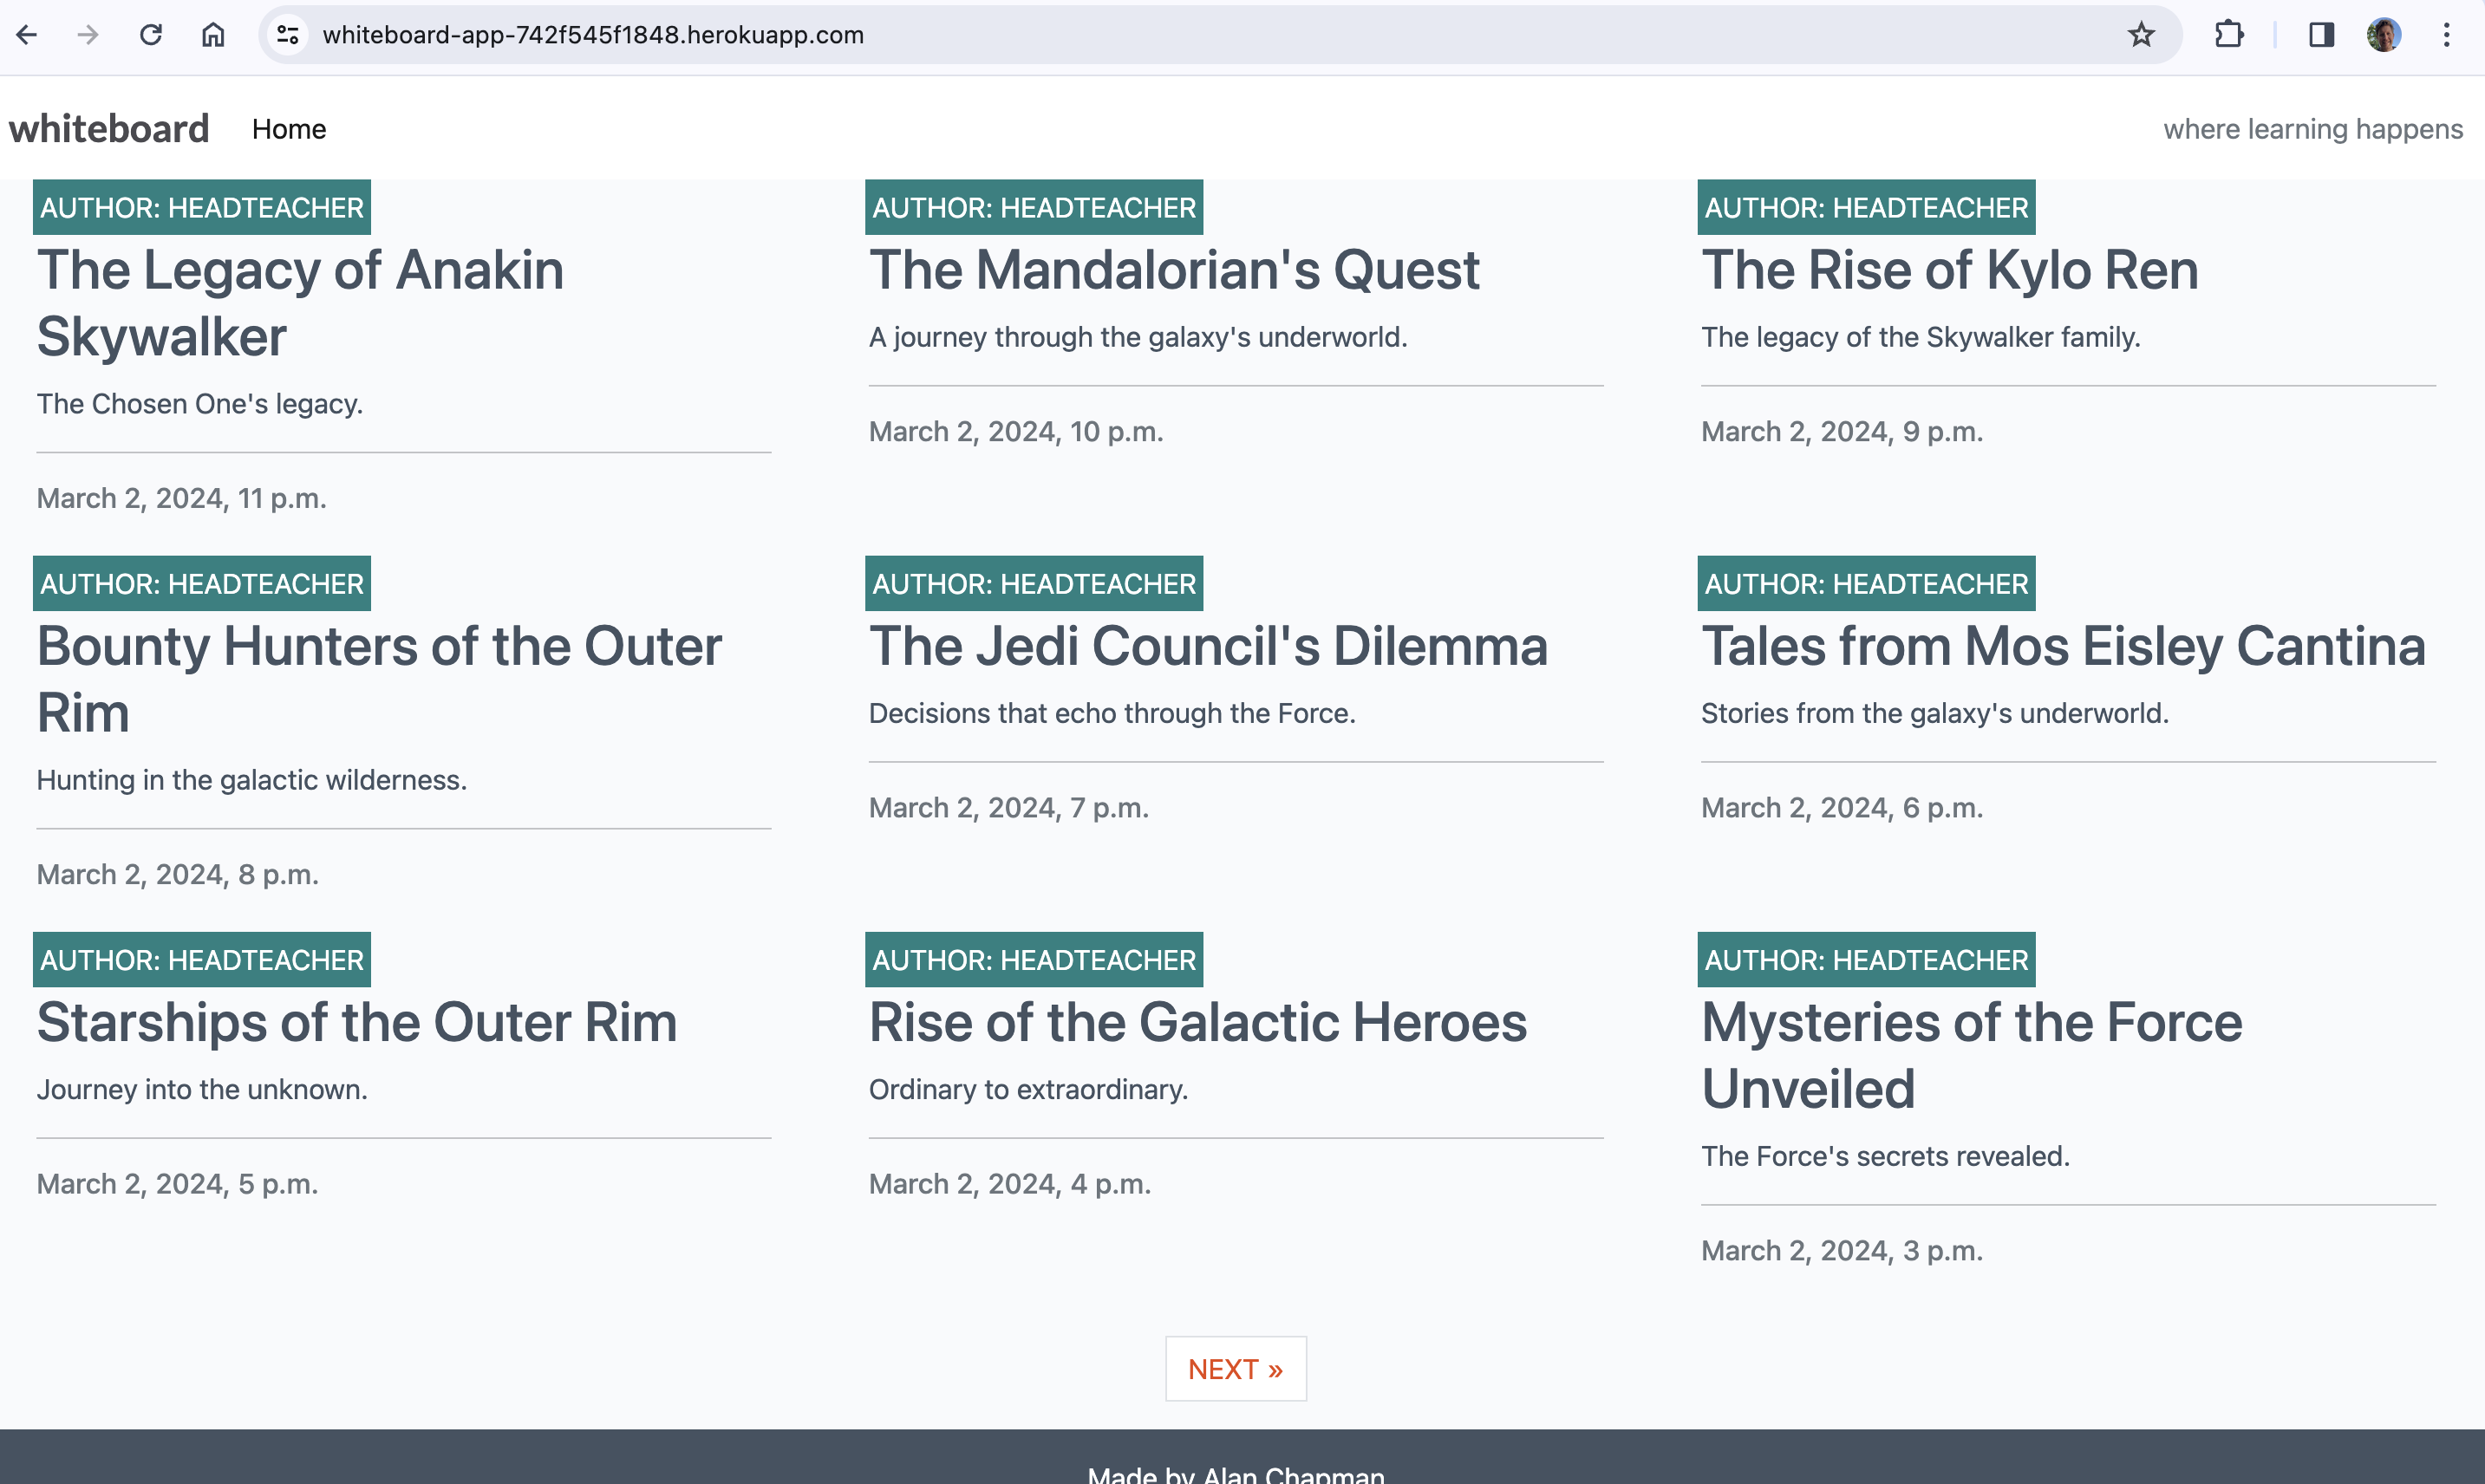 whiteboard-app-742f545f1848.herokuapp.com
whiteboard Home where learning happens
AUTHOR: HEADTEACHER
The Legacy of Anakin
Skywalker
The Chosen One's legacy.
March 2, 2024, 11 p.m.
AUTHOR: HEADTEACHER
The Mandalorian's Quest
A journey through the galaxy's underworld.
March 2, 2024, 10 p.m.
AUTHOR: HEADTEACHER
The Rise of Kylo Ren
The legacy of the Skywalker family.
March 2, 2024, 9 p.m.
AUTHOR: HEADTEACHER
Bounty Hunters of the Outer
Rim
Hunting in the galactic wilderness.
March 2, 2024, 8 p.m.
AUTHOR: HEADTEACHER
The Jedi Council's Dilemma
Decisions that echo through the Force.
March 2, 2024, 7 p.m.
AUTHOR: HEADTEACHER
Tales from Mos Eisley Cantina
Stories from the galaxy's underworld.
March 2, 2024, 6 p.m.
AUTHOR: HEADTEACHER
Starships of the Outer Rim
Journey into the unknown.
March 2, 2024, 5 p.m.
AUTHOR: HEADTEACHER
Rise of the Galactic Heroes
Ordinary to extraordinary.
March 2, 2024, 4 p.m.
AUTHOR: HEADTEACHER
Mysteries of the Force
Unveiled
The Force's secrets revealed.
March 2, 2024, 3 p.m.
NEXT »
Made by Alan Chapman